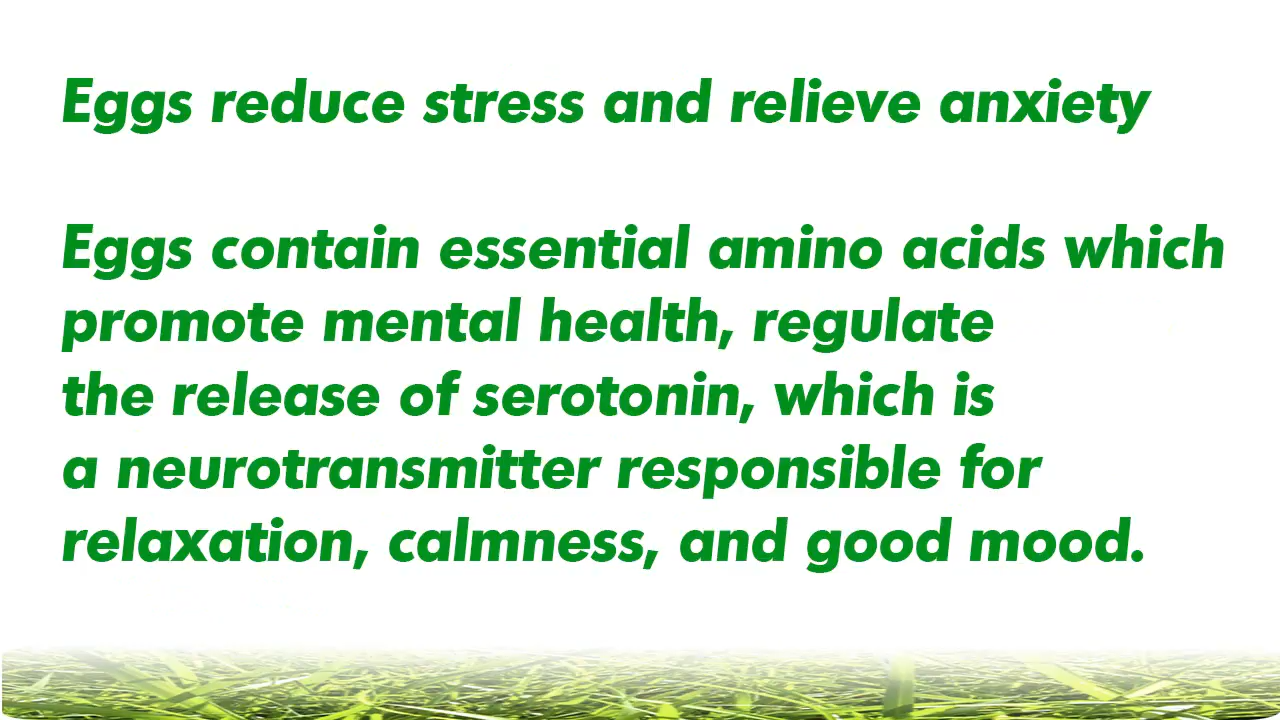 Eggs reduce stress and relieve anxiety
Eggs contain essential amino acids which
promote mental health, regulate
the release of serotonin, which is
a neurotransmitter responsible for
relaxation, calmness, and good mood.